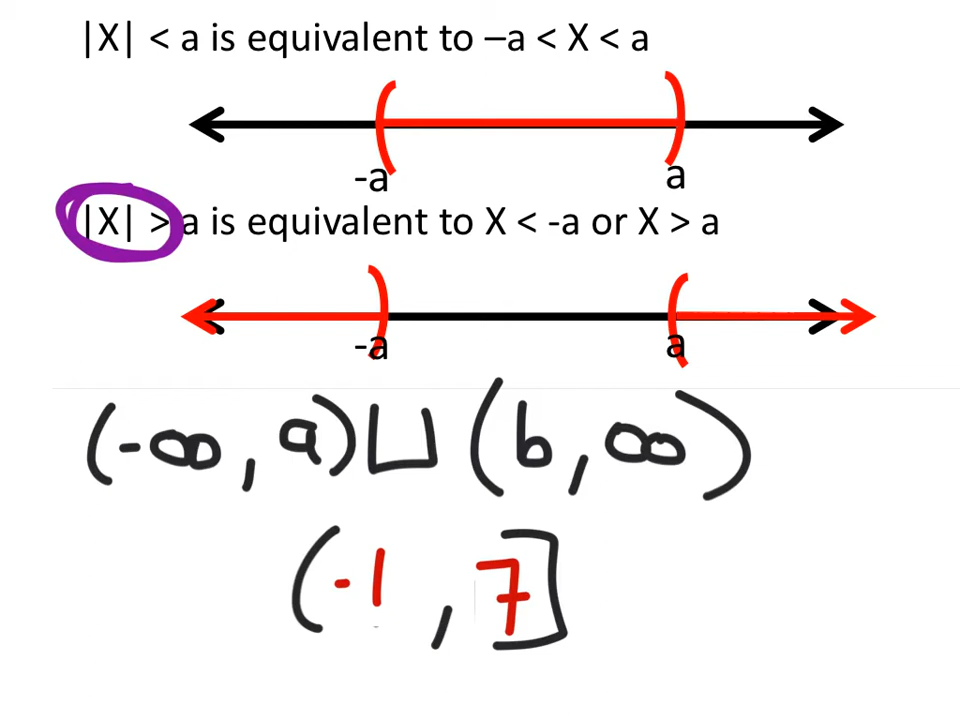 |X| < a is equivalent to –a < X < a
-a a
|X| > a is equivalent to X < -a or X > a
-a a
(-∞, a) ∪ (b, ∞)
(-1, 7]